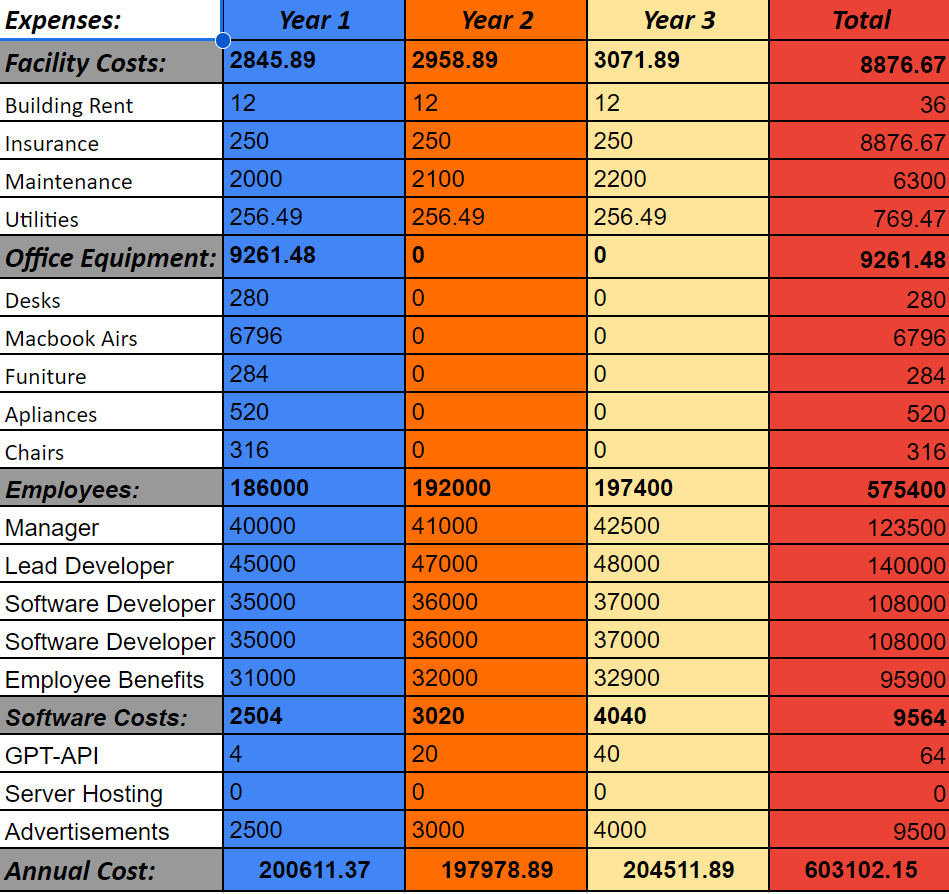 Expenses: Year 1 Year 2 Year 3 Total
Facility Costs: 2845.89 2958.89 3071.89 8876.67
Building Rent 12 12 12 36
Insurance 250 250 250 8876.67
Maintenance 2000 2100 2200 6300
Utilities 256.49 256.49 256.49 769.47
Office Equipment: 9261.48 0 0 9261.48
Desks 280 0 0 280
Macbook Airs 6796 0 0 6796
Funiture 284 0 0 284
Apliances 520 0 0 520
Chairs 316 0 0 316
Employees: 186000 192000 197400 575400
Manager 40000 41000 42500 123500
Lead Developer 45000 47000 48000 140000
Software Developer 35000 36000 37000 108000
Software Developer 35000 36000 37000 108000
Employee Benefits 31000 32000 32900 95900
Software Costs: 2504 3020 4040 9564
GPT-API 4 20 40 64
Server Hosting 0 0 0 0
Advertisements 2500 3000 4000 9500
Annual Cost: 200611.37 197978.89 204511.89 603102.15